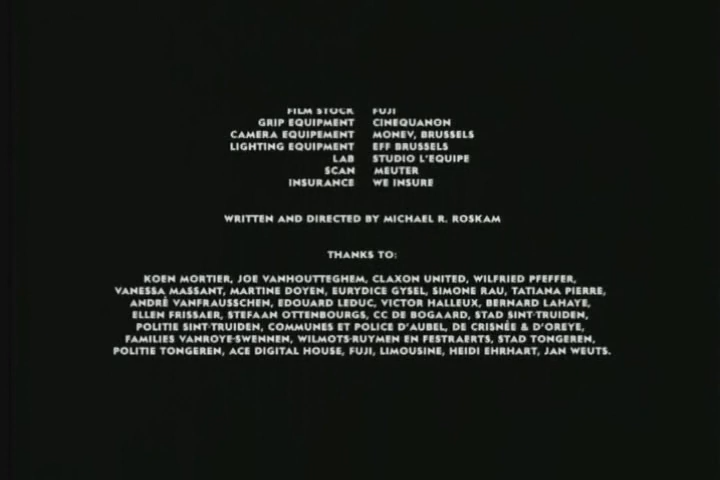 FILM STOCK FUJI
GRIP EQUIPMENT CINEQUANON
CAMERA EQUIPEMENT MONEV, BRUSSELS
LIGHTING EQUIPMENT EFF BRUSSELS
LAB STUDIO L'EQUIPE
SCAN MEUTER
INSURANCE WE INSURE
WRITTEN AND DIRECTED BY MICHAEL R. ROSKAM
THANKS TO:
KOEN MORTIER, JOE VANHOUTTEGHEM, CLAXON UNITED, WILFRIED PFEFFER,
VANESSA MASSANT, MARTINE DOYEN, EURYDICE GYSEL, SIMONE RAU, TATIANA PIERRE,
ANDRÉ VANFRAUSSCHEN, EDOUARD LEDUC, VICTOR HALLEUX, BERNARD LAHAYE,
ELLEN FRISSAER, STEFAAN OTTENBOURGS, CC DE BOGAARD, STAD SINT-TRUIDEN,
POLITIE SINT-TRUIDEN, COMMUNES ET POLICE D'AUBEL, DE CRISNÉE & D'OREYE,
FAMILIES VANROYE-SWENNEN, WILMOTS-RUYMEN EN FESTRAERTS, STAD TONGEREN,
POLITIE TONGEREN, ACE DIGITAL HOUSE, FUJI, LIMOUSINE, HEIDI EHRHART, JAN WEUTS.